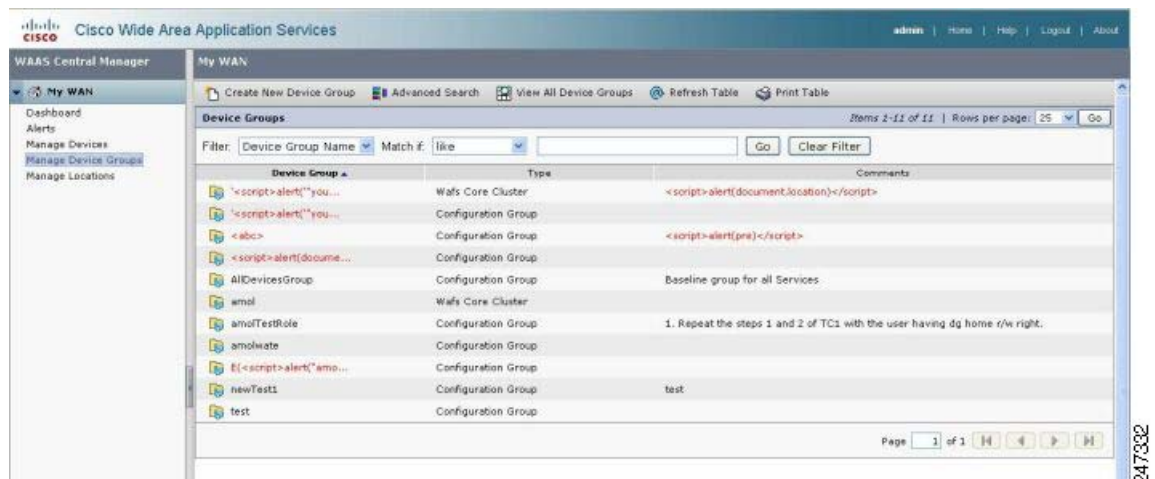 cisco Cisco Wide Area Application Services admin | Home | Help | Logout | About
WAAS Central Manager My WAN
My WAN Create New Device Group Advanced Search View All Device Groups Refresh Table Print Table
Dashboard
Alerts
Manage Devices
Manage Device Groups
Manage Locations
Device Groups Items 1-11 of 11 | Rows per page: 25 Go
Filter: Device Group Name Match if: like Go Clear Filter
Device Group Type Comments
'<script>alert("'you... Wafs Core Cluster <script>alert(document.location)</script>
'<script>alert("'you... Configuration Group
<abc> Configuration Group <script>alert(pre)</script>
<script>alert(docume... Configuration Group
AllDevicesGroup Configuration Group Baseline group for all Services
amol Wafs Core Cluster
amolTestRole Configuration Group 1. Repeat the steps 1 and 2 of TC1 with the user having dg home r/w right.
amolwate Configuration Group
E(<script>alert("amo... Configuration Group
newTest1 Configuration Group test
test Configuration Group
Page 1 of 1
247332